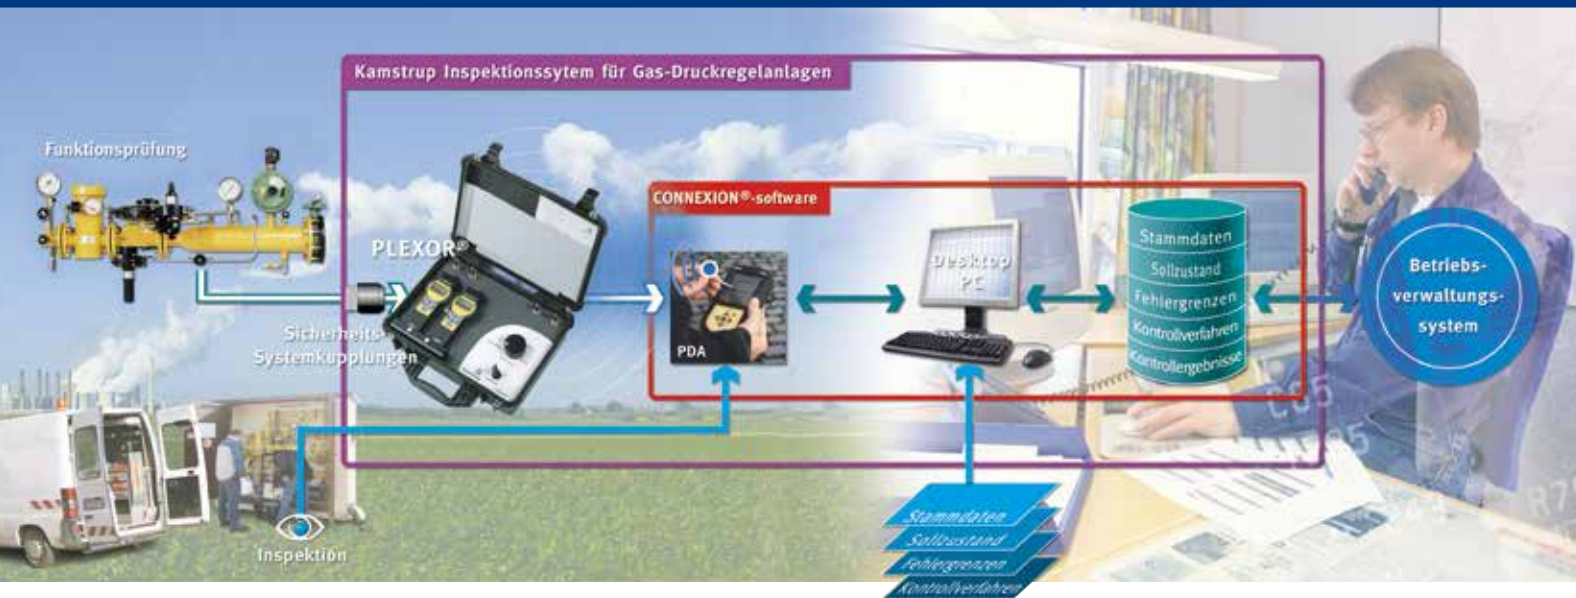 Kamstrup Inspektionssytem für Gas-Druckregelanlagen
Funktionsprüfung
PLEXOR®
Sicherheits-
Systemkupplungen
CONNEXION®-software
PDA
Desktop
PC
Stammdaten
Sollzustand
Fehlergrenzen
Kontrollverfahren
Kontrollergebnisse
Betriebs-
verwaltungs-
system
Inspektion
Stammdaten
Sollzustand
Fehlergrenzen
Kontrollverfahren